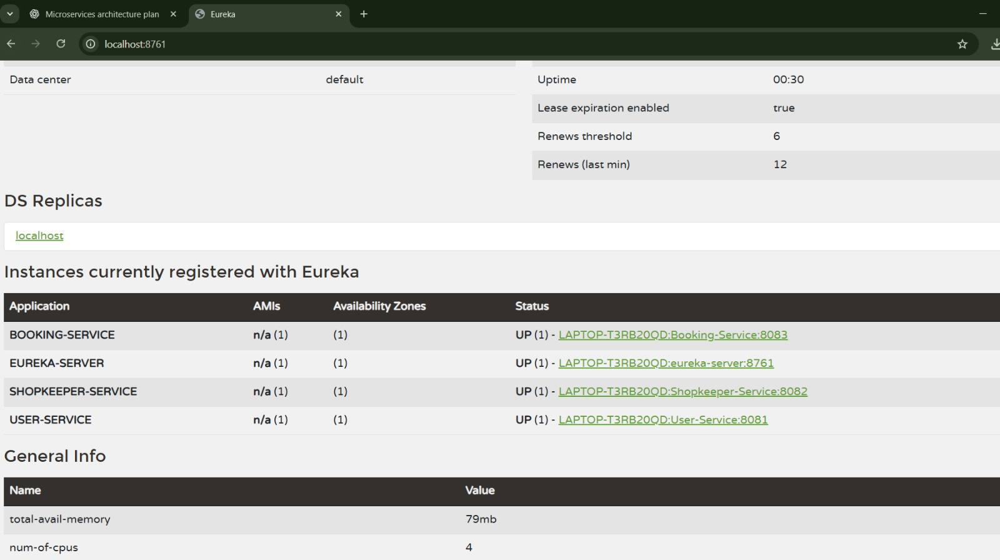 Microservices architecture plan
Eureka
localhost:8761
Data center default
Uptime 00:30
Lease expiration enabled true
Renews threshold 6
Renews (last min) 12
DS Replicas
localhost
Instances currently registered with Eureka
Application AMIs Availability Zones Status
BOOKING-SERVICE n/a (1) (1) UP (1) - LAPTOP-T3RB20QD:Booking-Service:8083
EUREKA-SERVER n/a (1) (1) UP (1) - LAPTOP-T3RB20QD:eureka-server:8761
SHOPKEEPER-SERVICE n/a (1) (1) UP (1) - LAPTOP-T3RB20QD:Shopkeeper-Service:8082
USER-SERVICE n/a (1) (1) UP (1) - LAPTOP-T3RB20QD:User-Service:8081
General Info
Name Value
total-avail-memory 79mb
num-of-cpus 4